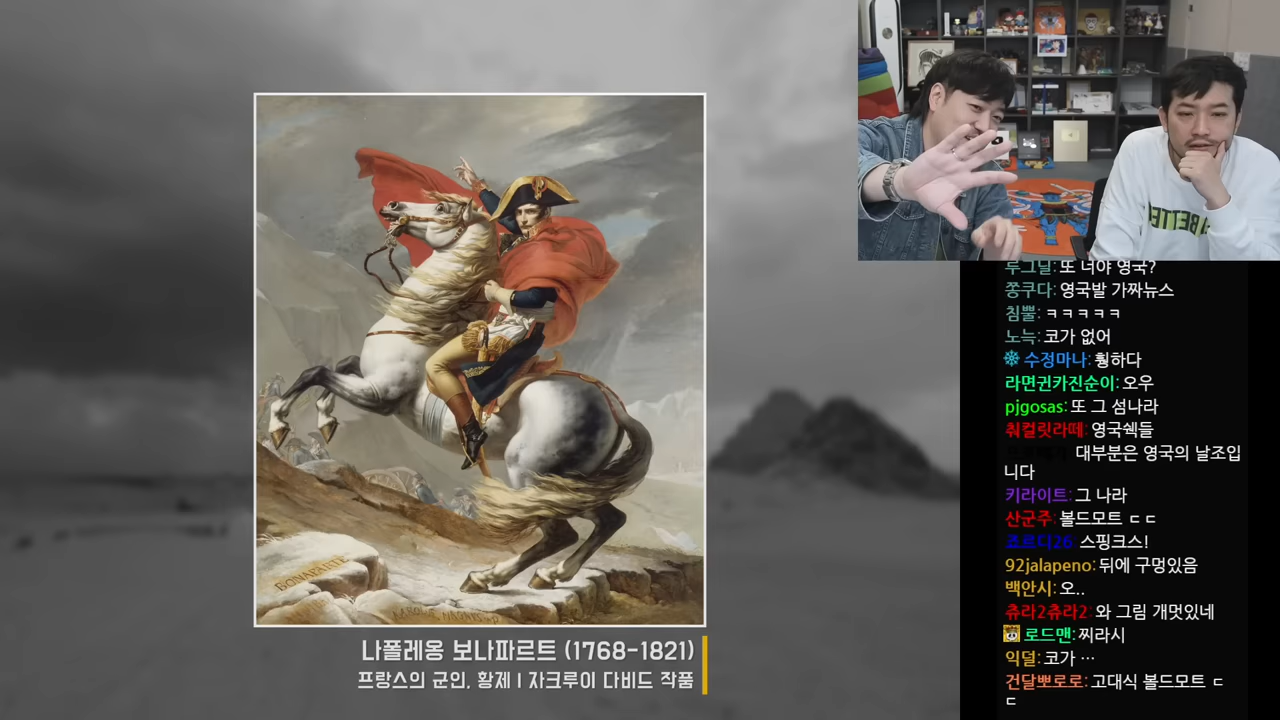 BONAPARTE
나폴레옹 보나파르트 (1768-1821)
프랑스의 군인, 황제 I 자크루이 다비드 작품
루그닐: 또 너야 영국?
쫑쿠다: 영국발 가짜뉴스
침뿔: ㅋㅋㅋㅋㅋ
노늑: 코가 없어
수정마나: 휑하다
라면귄카진순이: 오우
pjgosas: 또 그 섬나라
춰컬릿라떼: 영국쉑들
대부분은 영국의 날조입
니다
키라이트: 그 나라
산군주: 볼드모트 ㄷㄷ
죠르디26: 스핑크스!
92jalapeno: 뒤에 구멍있음
백안시: 오..
츄라2츄라2: 와 그림 개멋있네
로드맨: 찌라시
익덜: 코가 …
건달뽀로로: 고대식 볼드모트 ㄷ
ㄷ